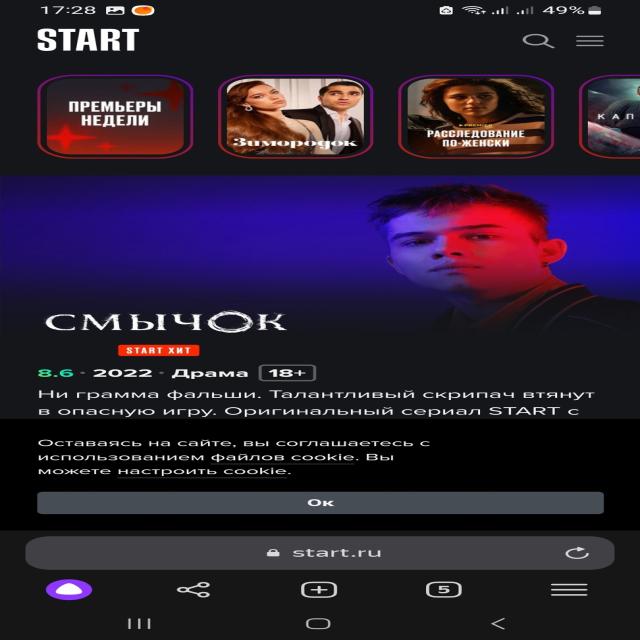 17:28
49%
START
ПРЕМЬЕРЫ
НЕДЕЛИ
Зимородок
РАССЛЕДОВАНИЕ
ПО-ЖЕНСКИ
КАП
СМЫЧОК
START ХИТ
8.6 · 2022 · Драма 18+
Ни грамма фальши. Талантливый скрипач втянут
в опасную игру. Оригинальный сериал START с
Оставаясь на сайте, вы соглашаетесь с
использованием файлов cookie. Вы
можете настроить cookie.
Ок
start.ru
5